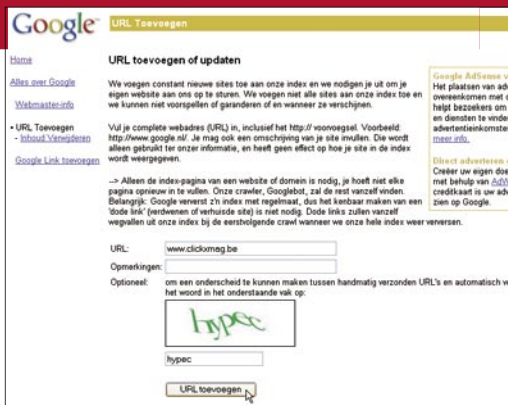 Google™
URL Toevoegen
Home
Alles over Google
Webmaster-info
• URL Toevoegen
- Inhoud Verwijderen
Google Link toevoegen
URL toevoegen of updaten
We voegen constant nieuwe sites toe aan onze index en we nodigen je uit om je
eigen website aan ons op te sturen. We voegen niet alle sites aan onze index toe en
we kunnen niet voorspellen of garanderen of en wanneer ze verschijnen.
Vul je complete webadres (URL) in, inclusief het http:// voorvoegsel. Voorbeeld:
http://www.google.nl/. Je mag ook een omschrijving van je site invullen. Die wordt
alleen gebruikt ter onzer informatie, en heeft geen effect op hoe je site in de index
wordt weergegeven.
--> Alleen de index-pagina van een website of domein is nodig, je hoeft niet elke
pagina opnieuw in te vullen. Onze crawler, Googlebot, zal de rest vanzelf vinden.
Belangrijk: Google ververst z'n index met regelmaat, dus het kenbaar maken van een
'dode link' (verdwenen of verhuisde site) is niet nodig. Dode links zullen vanzelf
wegvallen uit onze index bij de eerstvolgende crawl wanneer we onze hele index weer verversen.
URL:
www.clickxmag.be
Opmerkingen:
Optioneel:
om een onderscheid te kunnen maken tussen handmatig verzonden URL's en automatisch v
het woord in het onderstaande vak op:
hypec
hypec
URL toevoegen
Google AdSense v
Het plaatsen van adv
overeenkomen met d
helpt bezoekers om
en diensten te vinde
advertentieinkomste
meer info.
Direct adverteren
Creëer uw eigen doe
met behulp van AdW
creditkaart is uw adv
zien op Google.